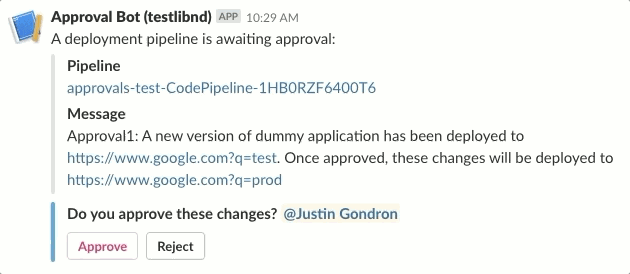 Approval Bot (testlibnd) APP 10:29 AM
A deployment pipeline is awaiting approval:
Pipeline
approvals-test-CodePipeline-1HB0RZF6400T6
Message
Approval1: A new version of dummy application has been deployed to
https://www.google.com?q=test. Once approved, these changes will be deployed to
https://www.google.com?q=prod
Do you approve these changes? @Justin Gondron
Approve Reject